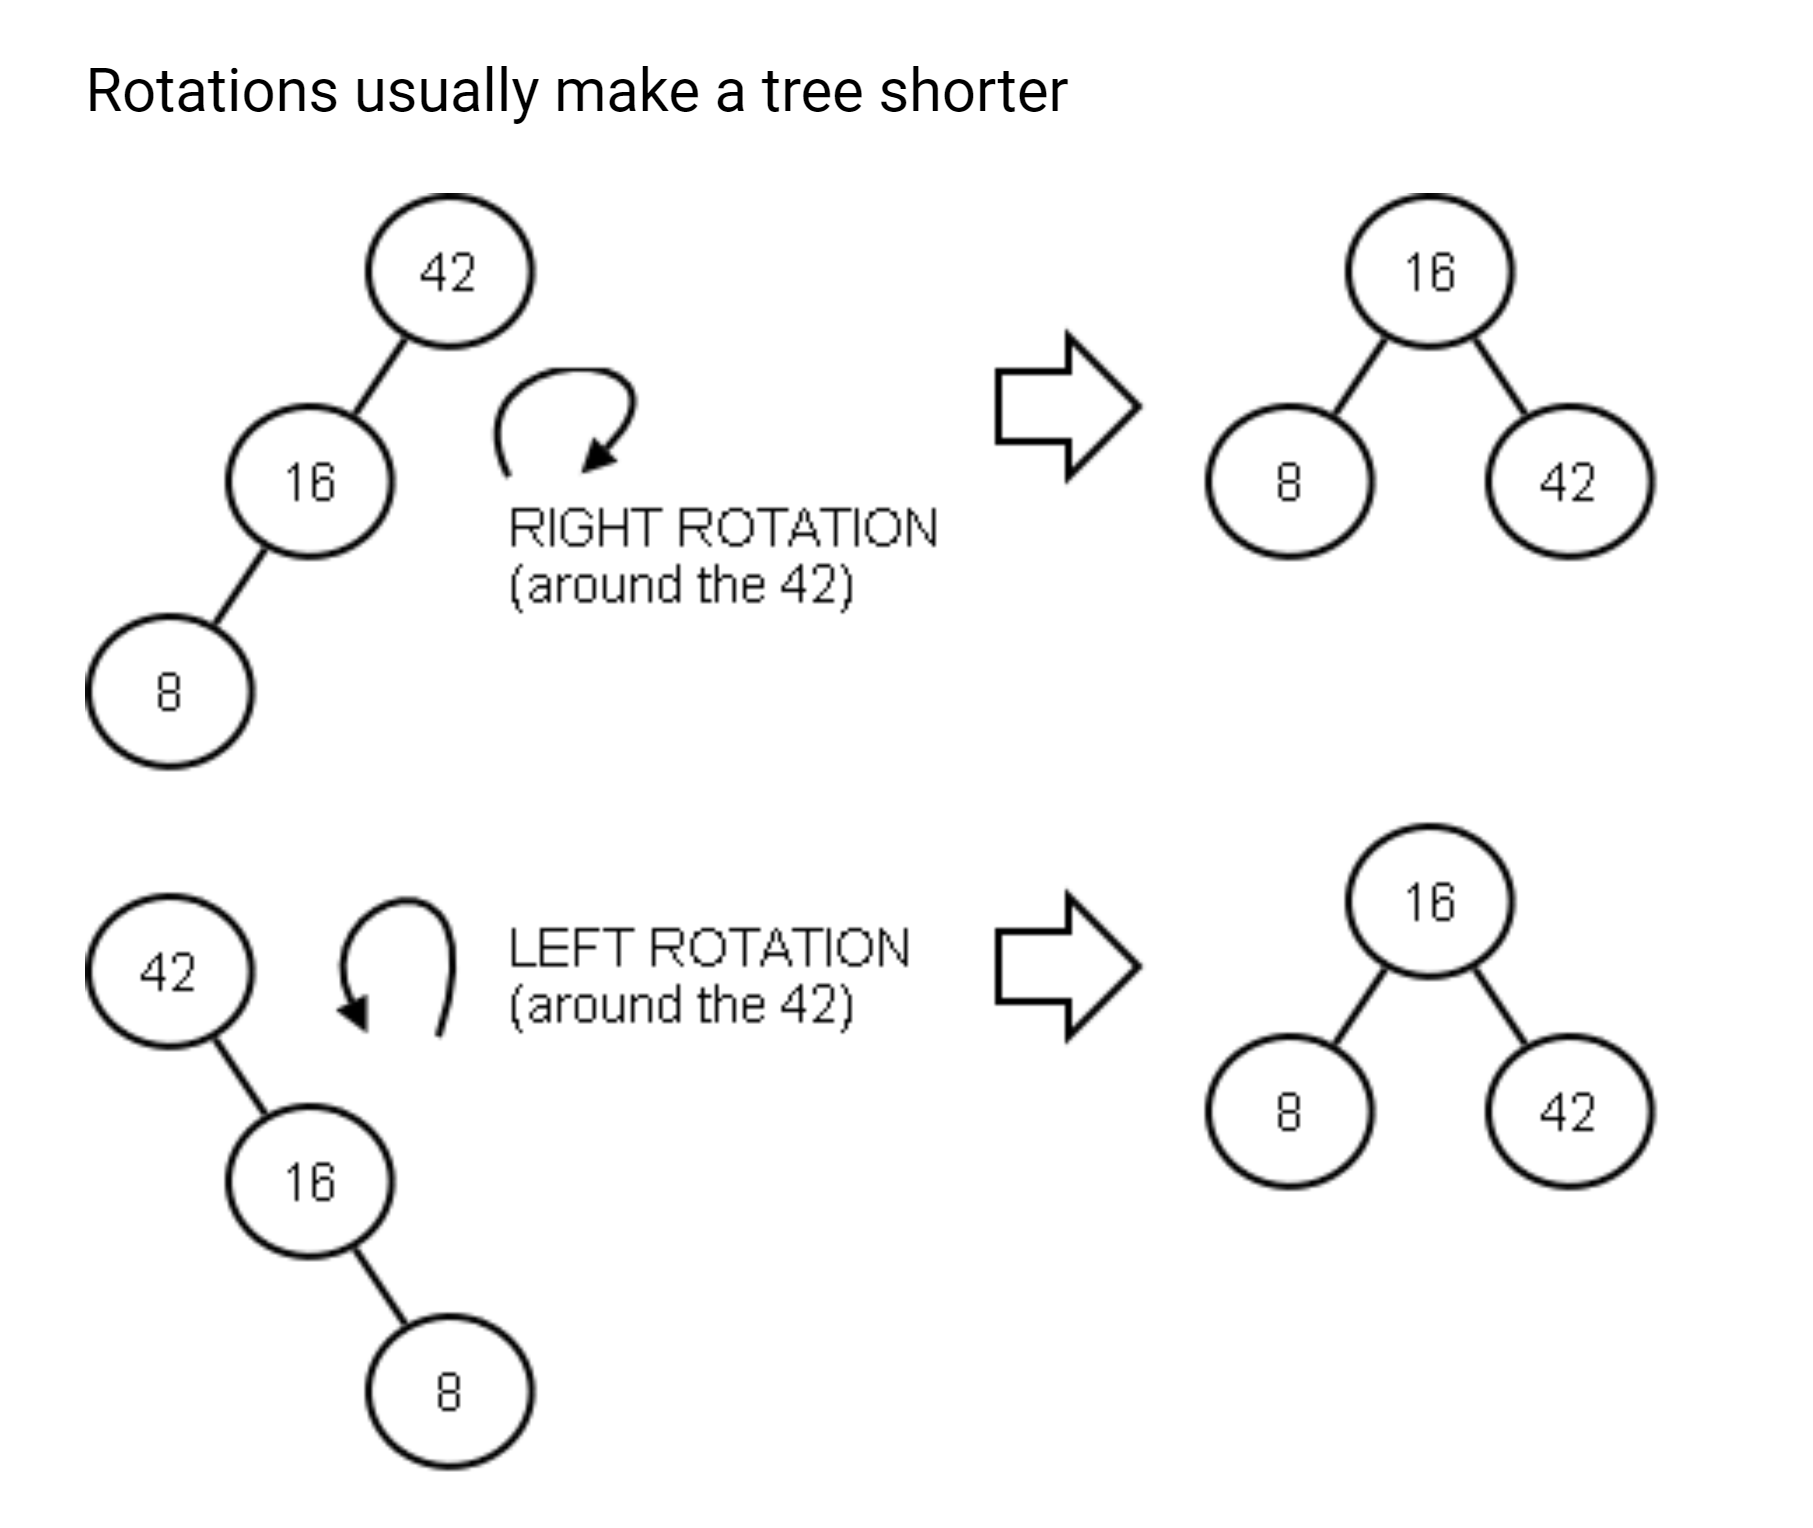 Rotations usually make a tree shorter
42
16
16
8
42
RIGHT ROTATION
(around the 42)
8
42
LEFT ROTATION
(around the 42)
16
16
8
42
8